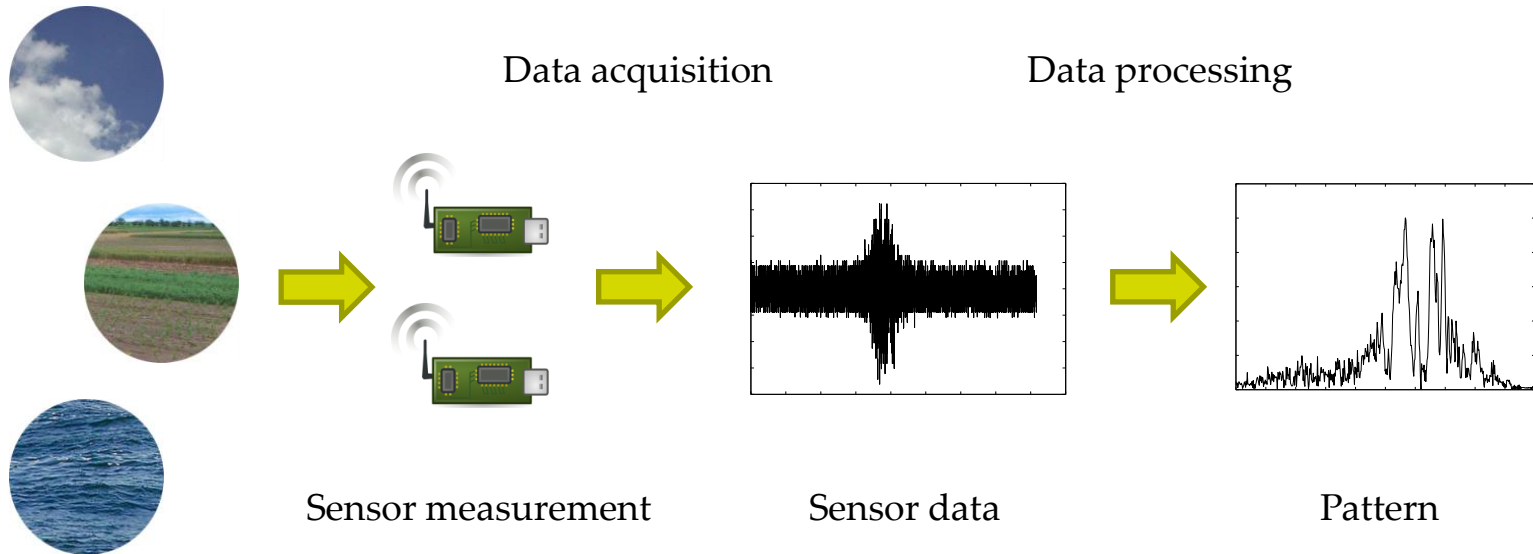 Data acquisition
Data processing
Sensor measurement
Sensor data
Pattern